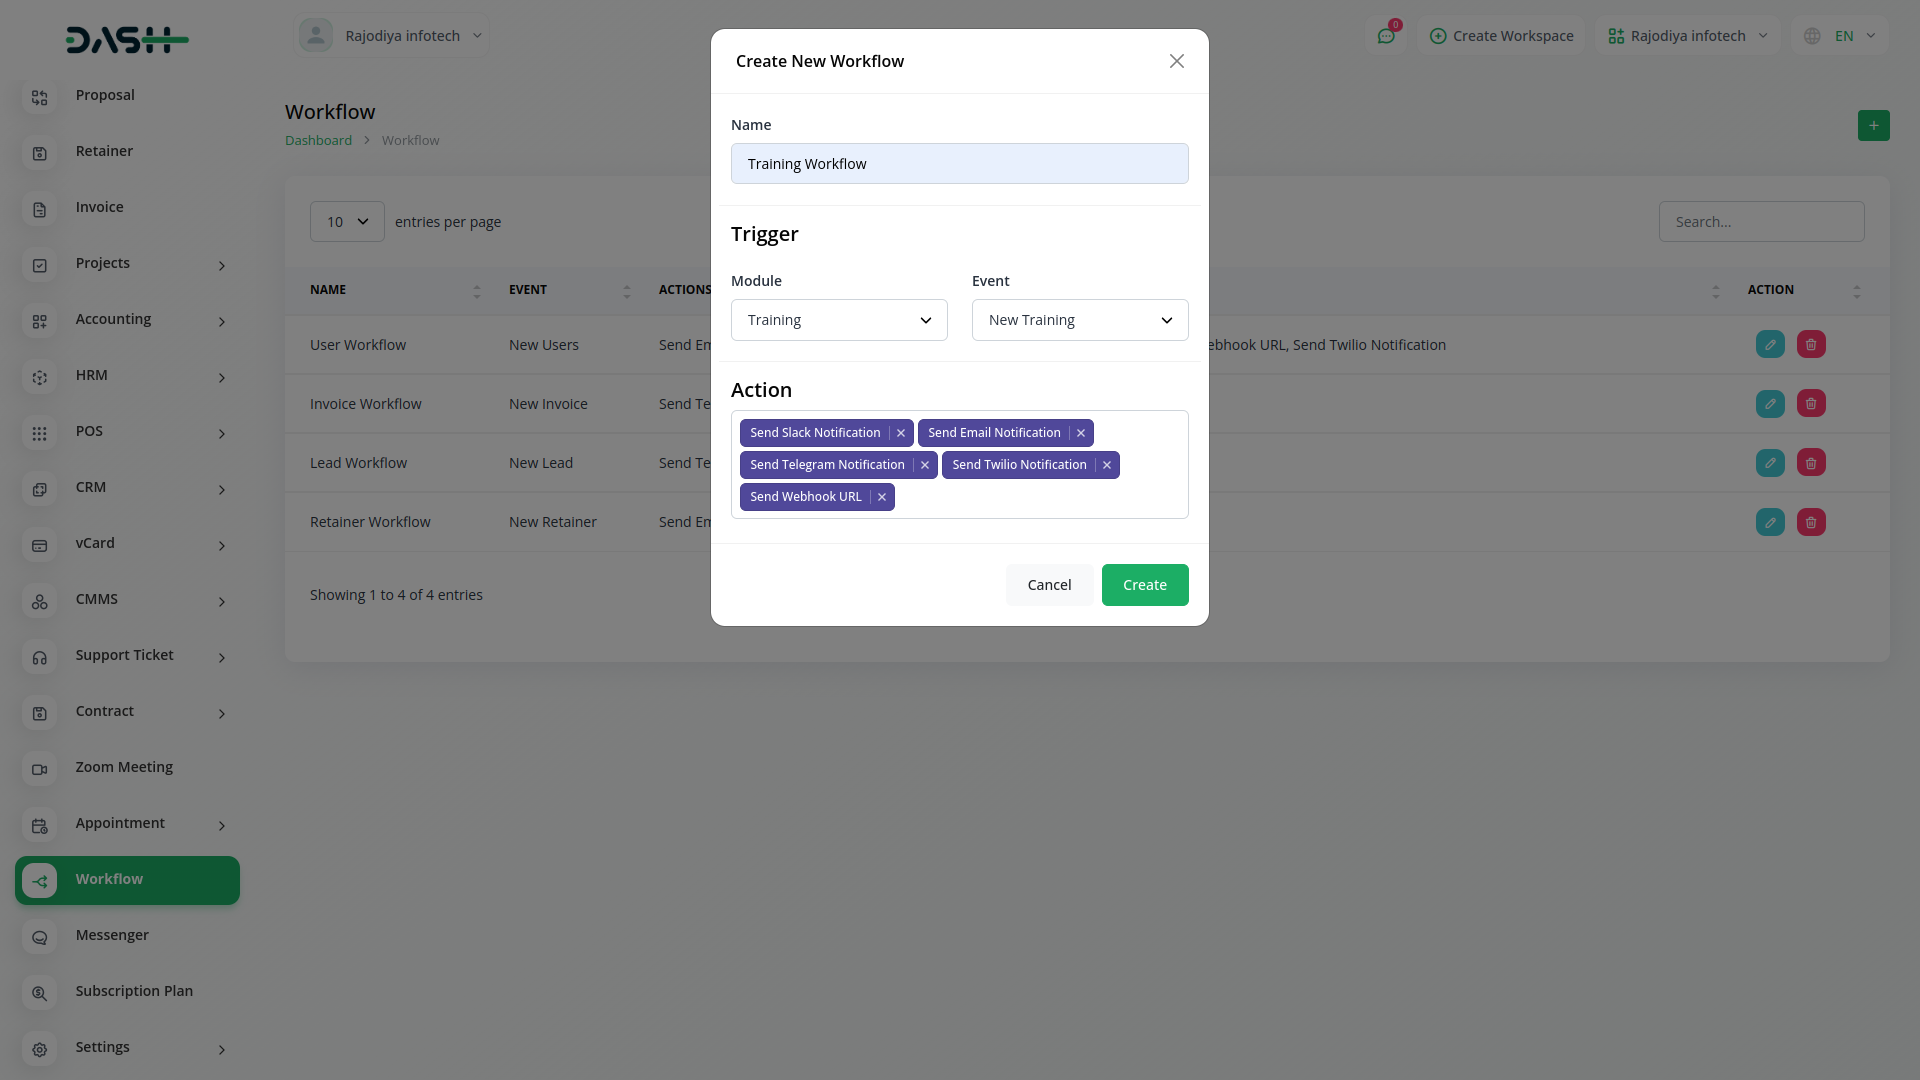 DASH
Rajodiya infotech
0
Create Workspace
Rajodiya infotech
EN
Proposal
Retainer
Invoice
Projects
Accounting
HRM
POS
CRM
vCard
CMMS
Support Ticket
Contract
Zoom Meeting
Appointment
Workflow
Messenger
Subscription Plan
Settings
Workflow
Dashboard > Workflow
+
10 entries per page
Search...
NAME EVENT ACTIONS ACTION
User Workflow New Users Send Em ebhook URL, Send Twilio Notification
Invoice Workflow New Invoice Send Te
Lead Workflow New Lead Send Te
Retainer Workflow New Retainer Send Em
Showing 1 to 4 of 4 entries
Create New Workflow
Name
Training Workflow
Trigger
Module Event
Training New Training
Action
Send Slack Notification × Send Email Notification ×
Send Telegram Notification × Send Twilio Notification ×
Send Webhook URL ×
Cancel Create